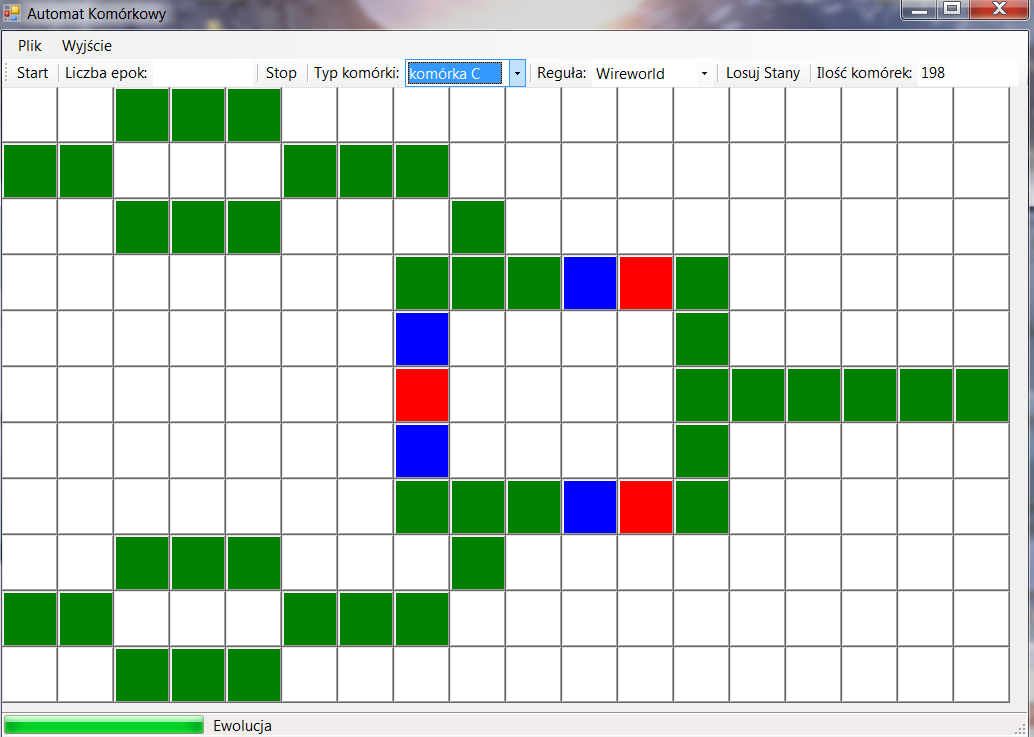 Automat Komórkowy
Plik Wyjście
Start Liczba epok: Stop Typ komórki: komórka C Reguła: Wireworld Losuj Stany Ilość komórek: 198
Ewolucja